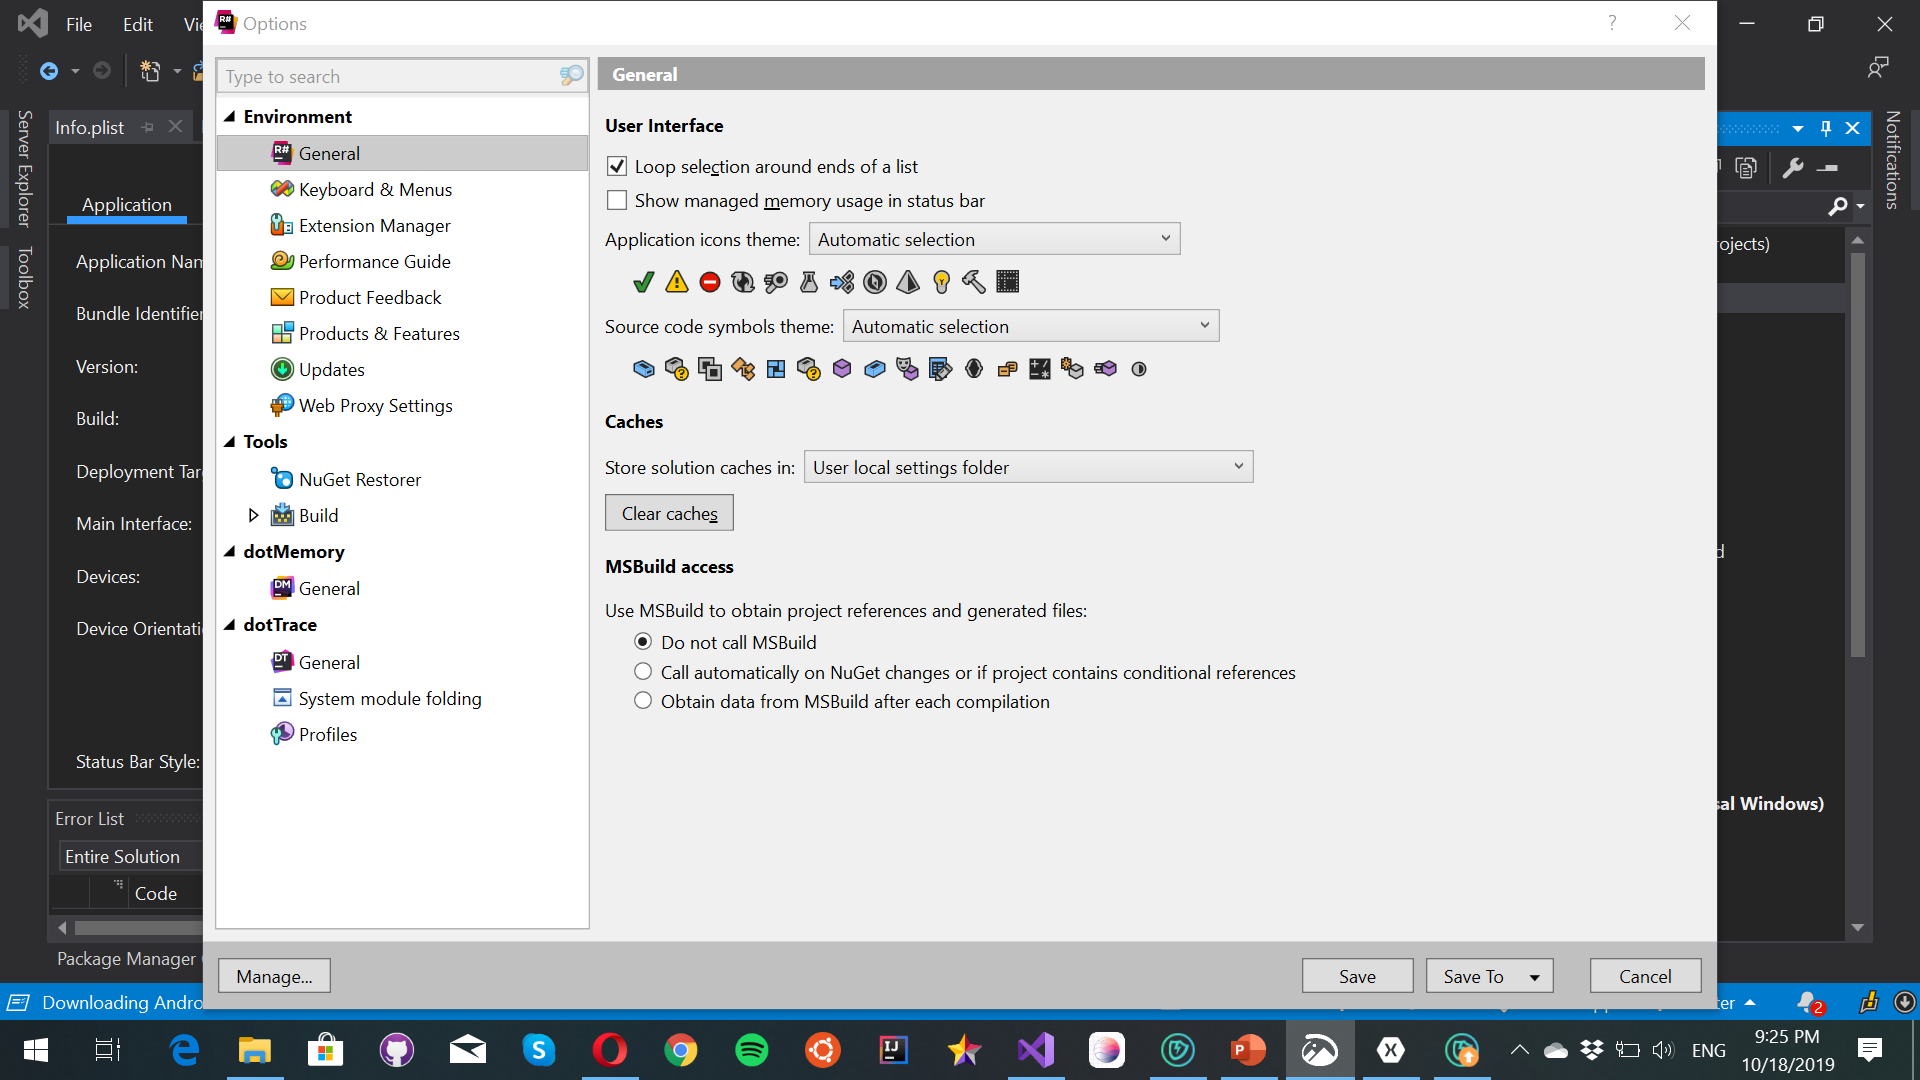 File Edit
Options
Type to search
Environment
General
Keyboard & Menus
Extension Manager
Performance Guide
Product Feedback
Products & Features
Updates
Web Proxy Settings
Tools
NuGet Restorer
Build
dotMemory
General
dotTrace
General
System module folding
Profiles
General
User Interface
Loop selection around ends of a list
Show managed memory usage in status bar
Application icons theme: Automatic selection
Source code symbols theme: Automatic selection
Caches
Store solution caches in: User local settings folder
Clear caches
MSBuild access
Use MSBuild to obtain project references and generated files:
Do not call MSBuild
Call automatically on NuGet changes or if project contains conditional references
Obtain data from MSBuild after each compilation
Manage...
Save
Save To
Cancel
Server Explorer
Toolbox
Info.plist
Application
Application Nam
Bundle Identifier
Version:
Build:
Deployment Targ
Main Interface:
Devices:
Device Orientati
Status Bar Style:
Error List
Entire Solution
Code
Package Manager
Downloading Andro
Notifications
rojects)
sal Windows)
2
ENG
9:25 PM
10/18/2019